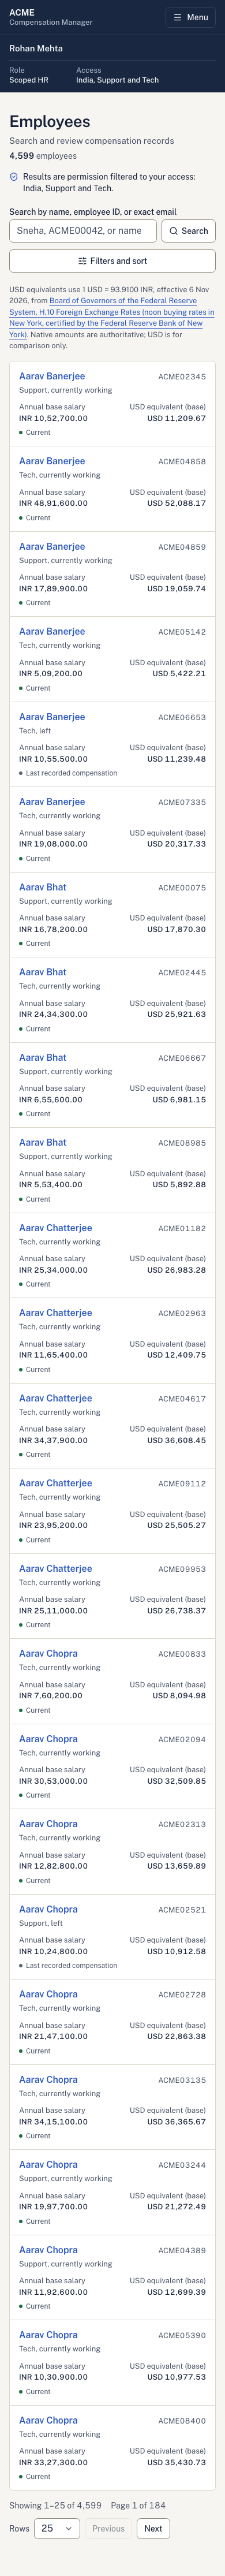 ACME
Compensation Manager
Menu
Rohan Mehta
Role
Access
Scoped HR
India, Support and Tech
Employees
Search and review compensation records
4,599 employees
Results are permission filtered to your access:
India, Support and Tech.
Search by name, employee ID, or exact email
Sneha, ACME00042, or name
Search
Filters and sort
USD equivalents use 1 USD = 93.9100 INR, effective 6 Nov
2026, from Board of Governors of the Federal Reserve
System, H.10 Foreign Exchange Rates (noon buying rates in
New York, certified by the Federal Reserve Bank of New
York). Native amounts are authoritative; USD is for
comparison only.
Aarav Banerjee ACME02345
Support, currently working
Annual base salary USD equivalent (base)
INR 10,52,700.00 USD 11,209.67
Current
Aarav Banerjee ACME04858
Tech, currently working
Annual base salary USD equivalent (base)
INR 48,91,600.00 USD 52,088.17
Current
Aarav Banerjee ACME04859
Support, currently working
Annual base salary USD equivalent (base)
INR 17,89,900.00 USD 19,059.74
Current
Aarav Banerjee ACME05142
Tech, currently working
Annual base salary USD equivalent (base)
INR 5,09,200.00 USD 5,422.21
Current
Aarav Banerjee ACME06653
Tech, left
Annual base salary USD equivalent (base)
INR 10,55,500.00 USD 11,239.48
Last recorded compensation
Aarav Banerjee ACME07335
Tech, currently working
Annual base salary USD equivalent (base)
INR 19,08,000.00 USD 20,317.33
Current
Aarav Bhat ACME00075
Support, currently working
Annual base salary USD equivalent (base)
INR 16,78,200.00 USD 17,870.30
Current
Aarav Bhat ACME02445
Tech, currently working
Annual base salary USD equivalent (base)
INR 24,34,300.00 USD 25,921.63
Current
Aarav Bhat ACME06667
Support, currently working
Annual base salary USD equivalent (base)
INR 6,55,600.00 USD 6,981.15
Current
Aarav Bhat ACME08985
Support, currently working
Annual base salary USD equivalent (base)
INR 5,53,400.00 USD 5,892.88
Current
Aarav Chatterjee ACME01182
Tech, currently working
Annual base salary USD equivalent (base)
INR 25,34,000.00 USD 26,983.28
Current
Aarav Chatterjee ACME02963
Tech, currently working
Annual base salary USD equivalent (base)
INR 11,65,400.00 USD 12,409.75
Current
Aarav Chatterjee ACME04617
Tech, currently working
Annual base salary USD equivalent (base)
INR 34,37,900.00 USD 36,608.45
Current
Aarav Chatterjee ACME09112
Tech, currently working
Annual base salary USD equivalent (base)
INR 23,95,200.00 USD 25,505.27
Current
Aarav Chatterjee ACME09953
Tech, currently working
Annual base salary USD equivalent (base)
INR 25,11,000.00 USD 26,738.37
Current
Aarav Chopra ACME00833
Tech, currently working
Annual base salary USD equivalent (base)
INR 7,60,200.00 USD 8,094.98
Current
Aarav Chopra ACME02094
Tech, currently working
Annual base salary USD equivalent (base)
INR 30,53,000.00 USD 32,509.85
Current
Aarav Chopra ACME02313
Tech, currently working
Annual base salary USD equivalent (base)
INR 12,82,800.00 USD 13,659.89
Current
Aarav Chopra ACME02521
Support, left
Annual base salary USD equivalent (base)
INR 10,24,800.00 USD 10,912.58
Last recorded compensation
Aarav Chopra ACME02728
Tech, currently working
Annual base salary USD equivalent (base)
INR 21,47,100.00 USD 22,863.38
Current
Aarav Chopra ACME03135
Tech, currently working
Annual base salary USD equivalent (base)
INR 34,15,100.00 USD 36,365.67
Current
Aarav Chopra ACME03244
Support, currently working
Annual base salary USD equivalent (base)
INR 19,97,700.00 USD 21,272.49
Current
Aarav Chopra ACME04389
Support, currently working
Annual base salary USD equivalent (base)
INR 11,92,600.00 USD 12,699.39
Current
Aarav Chopra ACME05390
Tech, currently working
Annual base salary USD equivalent (base)
INR 10,30,900.00 USD 10,977.53
Current
Aarav Chopra ACME08400
Tech, currently working
Annual base salary USD equivalent (base)
INR 33,27,300.00 USD 35,430.73
Current
Showing 1–25 of 4,599 Page 1 of 184
Rows 25 Previous Next